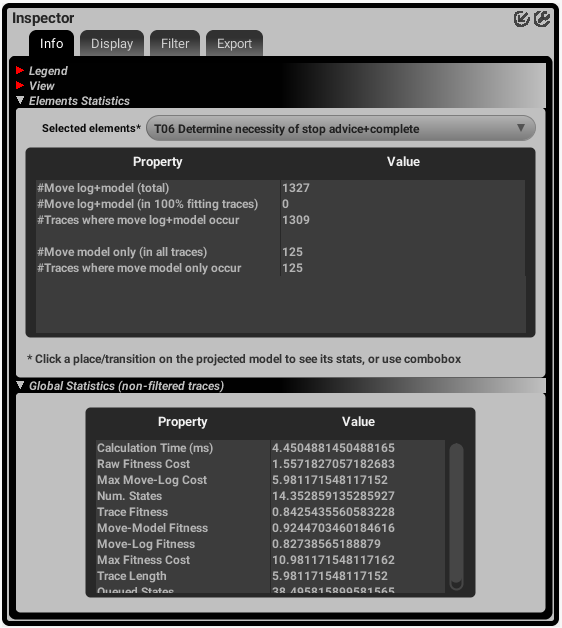 Inspector
Info Display Filter Export
Legend
View
Elements Statistics
Selected elements* T06 Determine necessity of stop advice+complete
Property Value
#Move log+model (total) 1327
#Move log+model (in 100% fitting traces) 0
#Traces where move log+model occur 1309
#Move model only (in all traces) 125
#Traces where move model only occur 125
* Click a place/transition on the projected model to see its stats, or use combobox
Global Statistics (non-filtered traces)
Property Value
Calculation Time (ms) 4.4504881450488165
Raw Fitness Cost 1.5571827057182683
Max Move-Log Cost 5.981171548117152
Num. States 14.352859135285927
Trace Fitness 0.8425435560583228
Move-Model Fitness 0.9244703460184616
Move-Log Fitness 0.82738565188879
Max Fitness Cost 10.981171548117162
Trace Length 5.981171548117152
Queued States 38.495815899581565